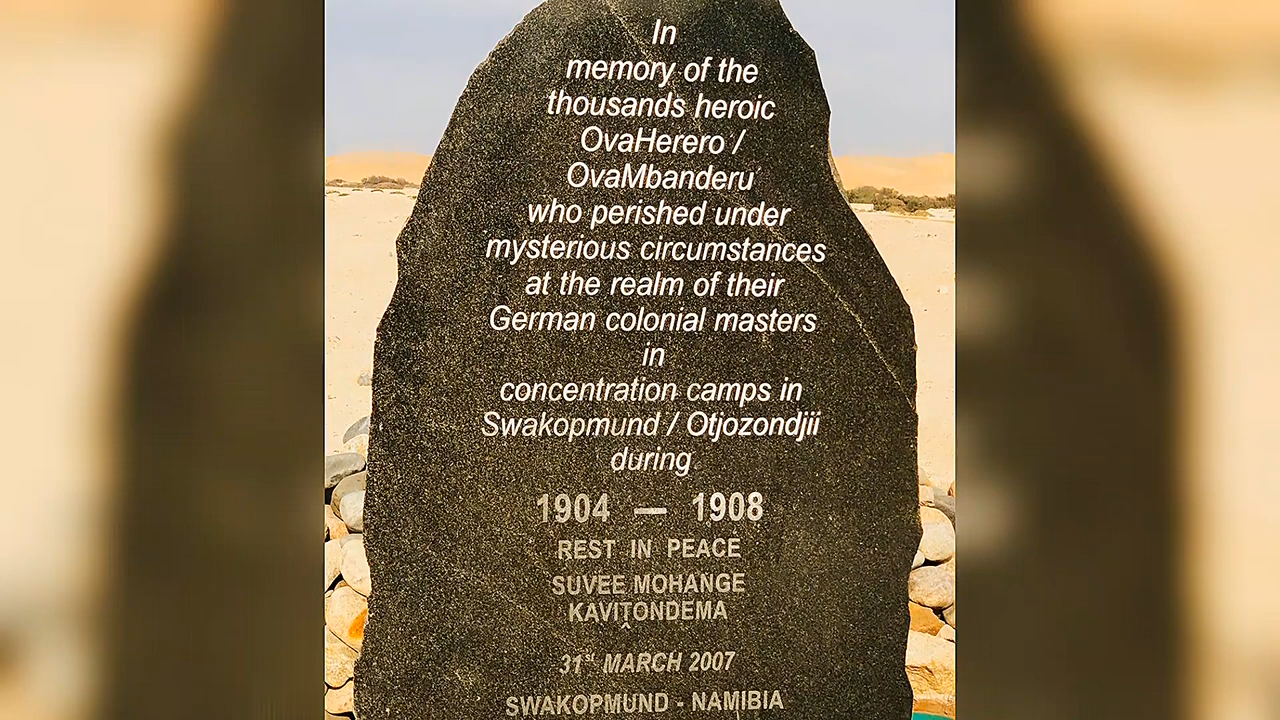 In
memory of the
thousands heroic
OvaHerero /
OvaMbanderu
who perished under
mysterious circumstances
at the realm of their
German colonial masters
in
concentration camps in
Swakopmund / Otjozondjii
during
1904 — 1908
REST IN PEACE
SUVEE MOHANGE
KAVIṰONDEMA
31st MARCH 2007
SWAKOPMUND - NAMIBIA